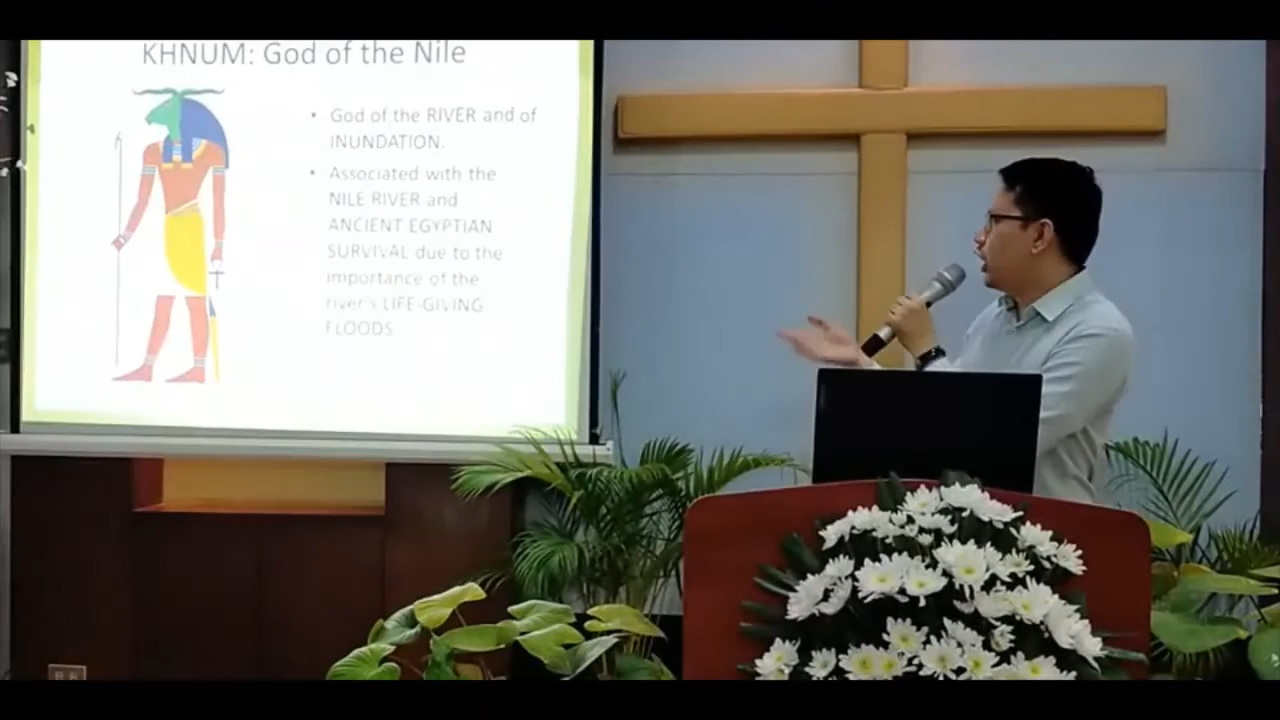 KHNUM: God of the Nile
• God of the RIVER and of
INUNDATION.
• Associated with the
NILE RIVER and
ANCIENT EGYPTIAN
SURVIVAL due to the
importance of the
river's LIFE-GIVING
FLOODS